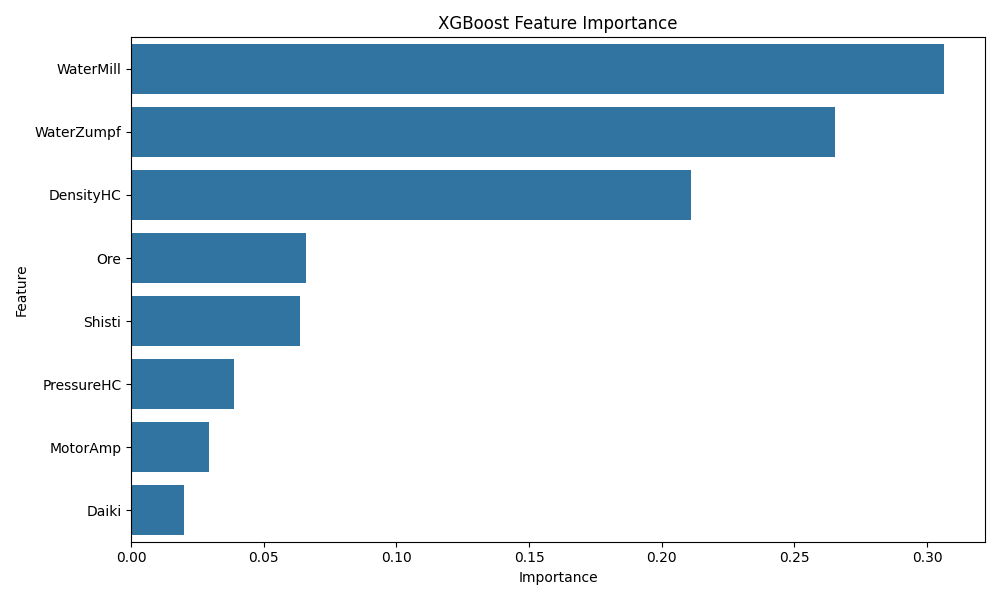 XGBoost Feature Importance
Feature
WaterMill
WaterZumpf
DensityHC
Ore
Shisti
PressureHC
MotorAmp
Daiki
0.00 0.05 0.10 0.15 0.20 0.25 0.30
Importance